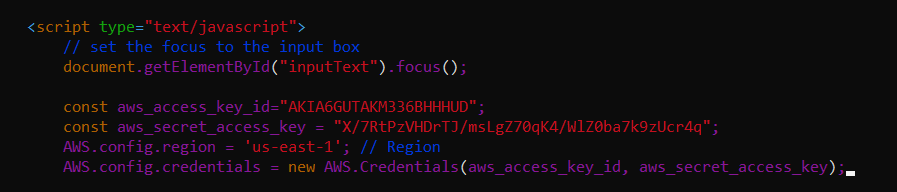 <script type="text/javascript">
// set the focus to the input box
document.getElementById("inputText").focus();
const aws_access_key_id="AKIA6GUTAKM336BHHHUD";
const aws_secret_access_key = "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";
AWS.config.region = 'us-east-1'; // Region
AWS.config.credentials = new AWS.Credentials(aws_access_key_id, aws_secret_access_key);